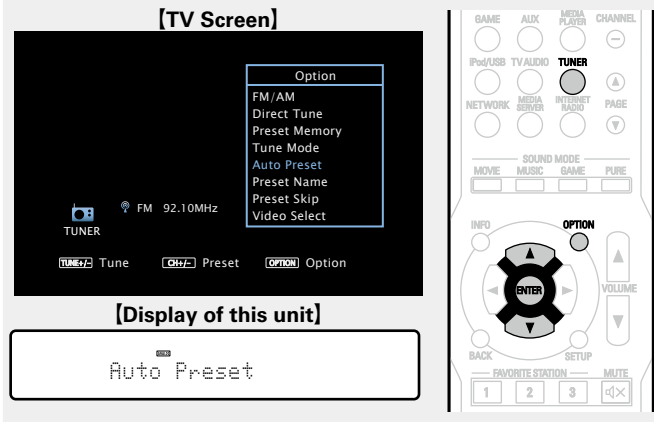 【TV Screen】
Option
FM/AM
Direct Tune
Preset Memory
Tune Mode
Auto Preset
Preset Name
Preset Skip
Video Select
FM 92.10MHz
TUNER
TUNE+/- Tune CH+/- Preset OPTION Option
【Display of this unit】
Auto Preset
GAME AUX MEDIA PLAYER CHANNEL
iPod/USB TV AUDIO TUNER
NETWORK MEDIA SERVER INTERNET RADIO PAGE
SOUND MODE
MOVIE MUSIC GAME PURE
INFO OPTION
ENTER
VOLUME
BACK SETUP
FAVORITE STATION MUTE
1 2 3